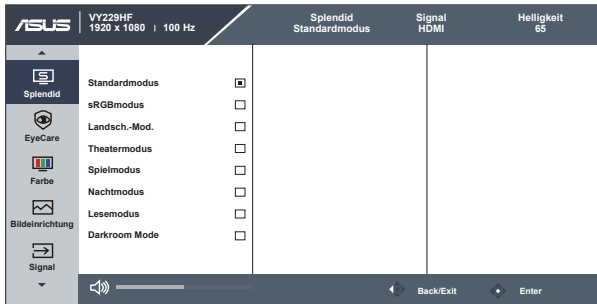 ASUS
VY229HF
1920 x 1080 | 100 Hz
Splendid
Standardmodus
Signal
HDMI
Helligkeit
65
Splendid
EyeCare
Farbe
Bildeinrichtung
Signal
Standardmodus
sRGBmodus
Landsch.-Mod.
Theatermodus
Spielmodus
Nachtmodus
Lesemodus
Darkroom Mode
Back/Exit
Enter